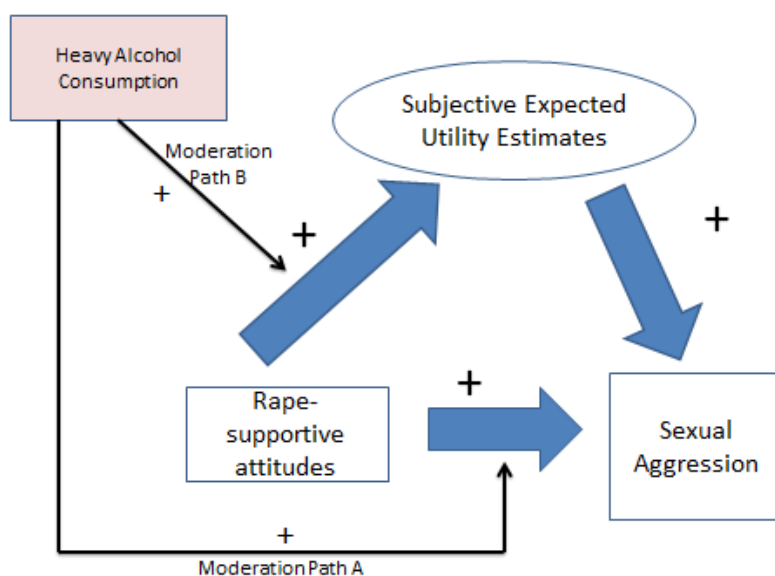 Heavy Alcohol
Consumption
Subjective Expected
Utility Estimates
Moderation
Path B
+
+
+
+
Rape-
supportive
attitudes
Sexual
Aggression
+
Moderation Path A